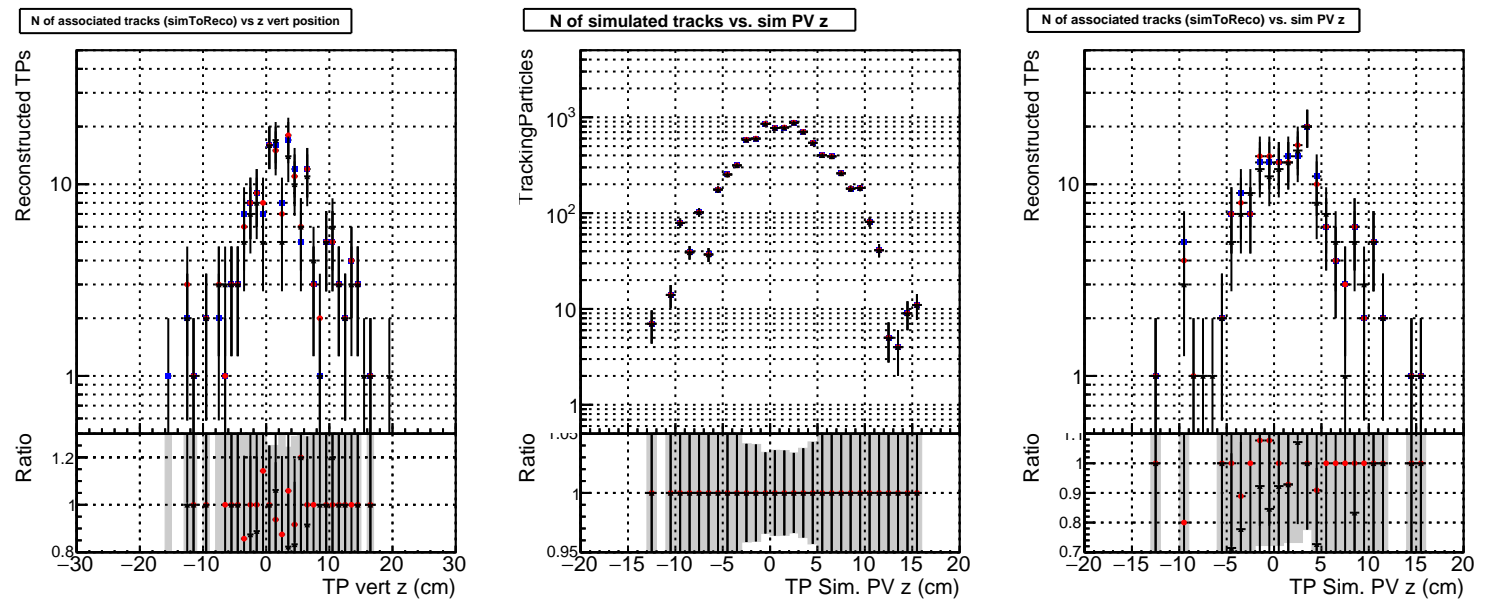 N of associated tracks (simToReco) vs z vert position
Reconstructed TPs
10
1
Ratio
1.2
1
0.8
−30 −20 −10 0 10 20 30
TP vert z (cm)
N of simulated tracks vs. sim PV z
TrackingParticles
10³
10²
10
1
Ratio
1.05
1
0.95
−20 −15 −10 −5 0 5 10 15 20
TP Sim. PV z (cm)
N of associated tracks (simToReco) vs. sim PV z
Reconstructed TPs
10
1
Ratio
1.1
1
0.9
0.8
0.7
−20 −15 −10 −5 0 5 10 15 20
TP Sim. PV z (cm)